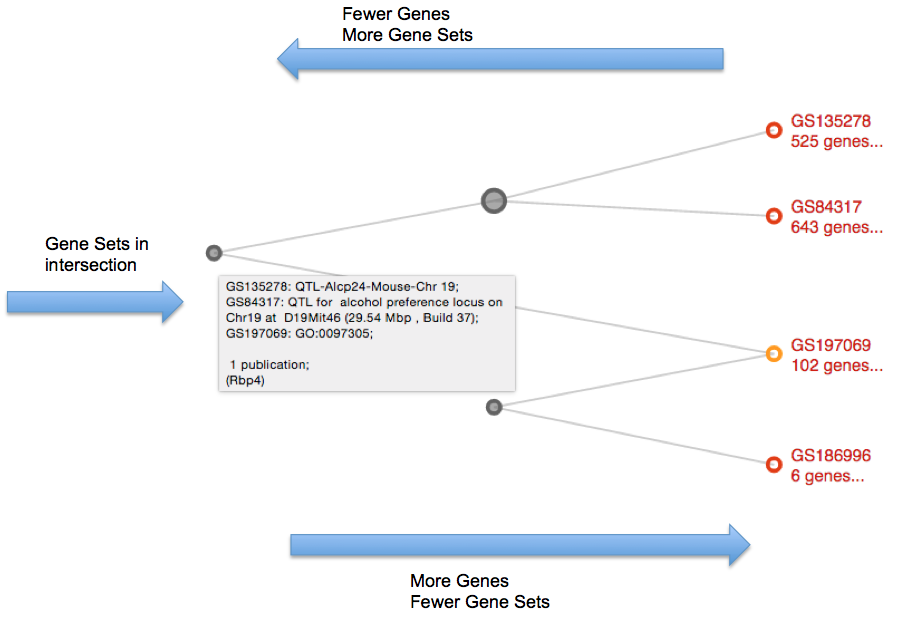 Fewer Genes
More Gene Sets
GS135278
525 genes...
GS84317
643 genes...
Gene Sets in
intersection
GS135278: QTL-Alcp24-Mouse-Chr 19;
GS84317: QTL for alcohol preference locus on
Chr19 at D19Mit46 (29.54 Mbp , Build 37);
GS197069: GO:0097305;
1 publication;
(Rbp4)
GS197069
102 genes...
GS186996
6 genes...
More Genes
Fewer Gene Sets